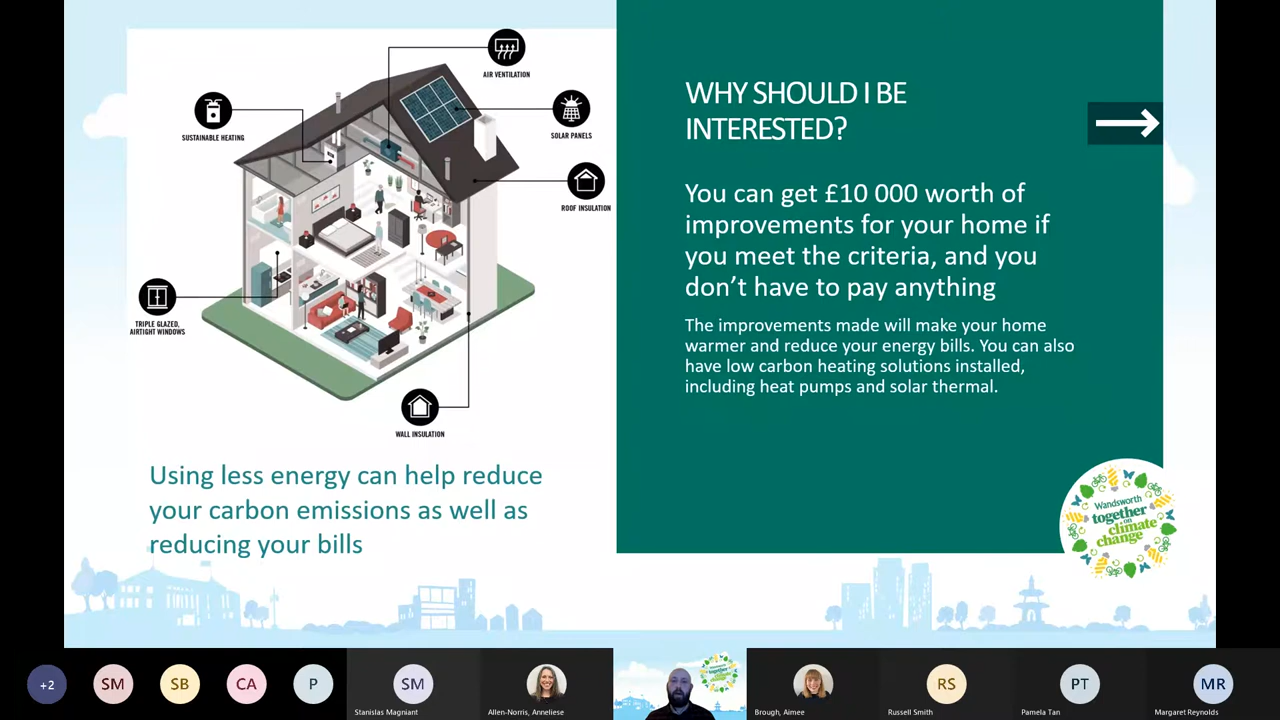 AIR VENTILATION
SUSTAINABLE HEATING
SOLAR PANELS
ROOF INSULATION
TRIPLE GLAZED,
AIRTIGHT WINDOWS
WALL INSULATION
Using less energy can help reduce
your carbon emissions as well as
reducing your bills
WHY SHOULD I BE
INTERESTED?
You can get £10 000 worth of
improvements for your home if
you meet the criteria, and you
don't have to pay anything
The improvements made will make your home
warmer and reduce your energy bills. You can also
have low carbon heating solutions installed,
including heat pumps and solar thermal.
Wandsworth
together
on
climate
change
+2
SM
SB
CA
P
SM
Stanislas Magniant
Allen-Norris, Anneliese
together
climate
change
Brough, Aimee
RS
Russell Smith
PT
Pamela Tan
MR
Margaret Reynolds